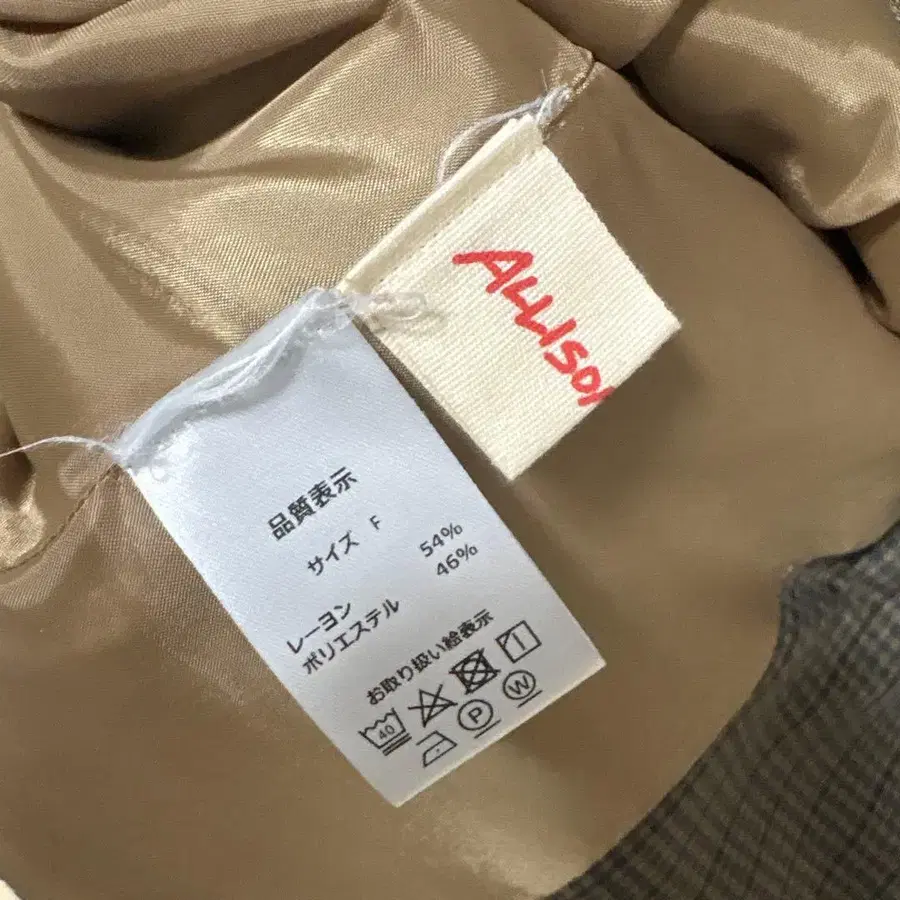 ALLISON
品質表示
サイズ F
レーヨン 54%
ポリエステル 46%
お取り扱い絵表示
40
P
W